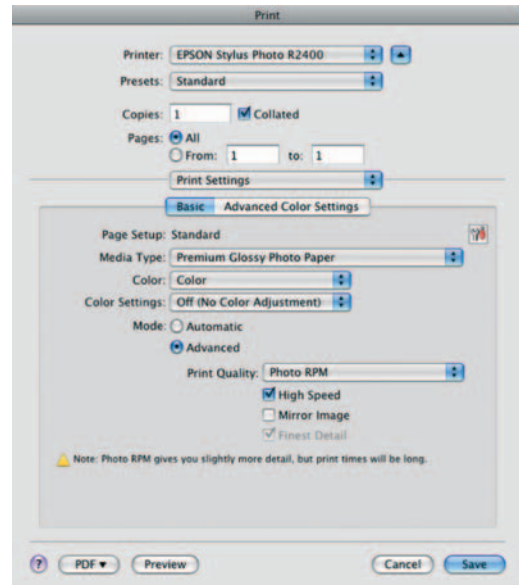 Print
Printer: EPSON Stylus Photo R2400
Presets: Standard
Copies: 1 Collated
Pages: All
From: 1 to: 1
Print Settings
Basic Advanced Color Settings
Page Setup: Standard
Media Type: Premium Glossy Photo Paper
Color: Color
Color Settings: Off (No Color Adjustment)
Mode: Automatic
Advanced
Print Quality: Photo RPM
High Speed
Mirror Image
Finest Detail
Note: Photo RPM gives you slightly more detail, but print times will be long.
? PDF ▾ Preview Cancel Save